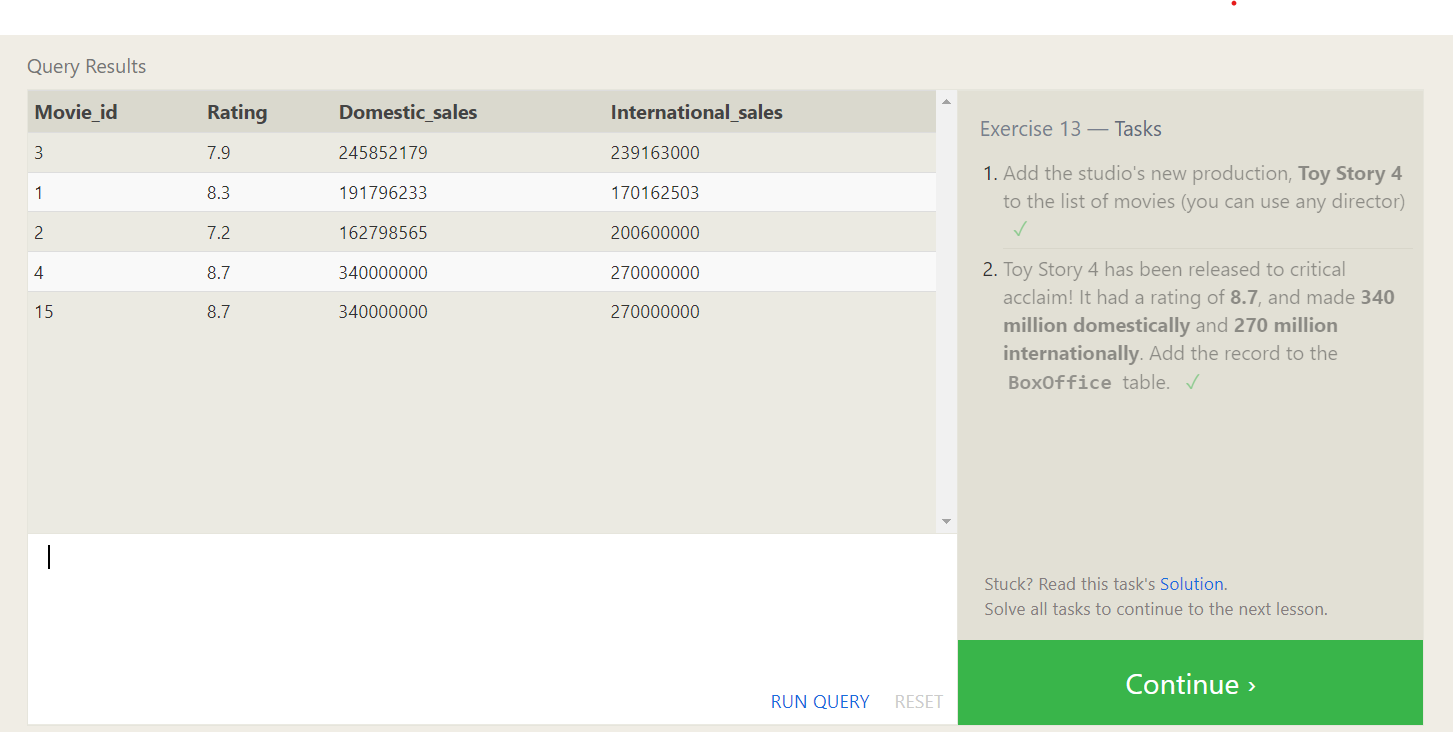 Query Results
Movie_id Rating Domestic_sales International_sales
3 7.9 245852179 239163000
1 8.3 191796233 170162503
2 7.2 162798565 200600000
4 8.7 340000000 270000000
15 8.7 340000000 270000000
RUN QUERY RESET
Exercise 13 — Tasks
1. Add the studio's new production, Toy Story 4
to the list of movies (you can use any director)
✓
2. Toy Story 4 has been released to critical
acclaim! It had a rating of 8.7, and made 340
million domestically and 270 million
internationally. Add the record to the
BoxOffice table. ✓
Stuck? Read this task's Solution.
Solve all tasks to continue to the next lesson.
Continue ›